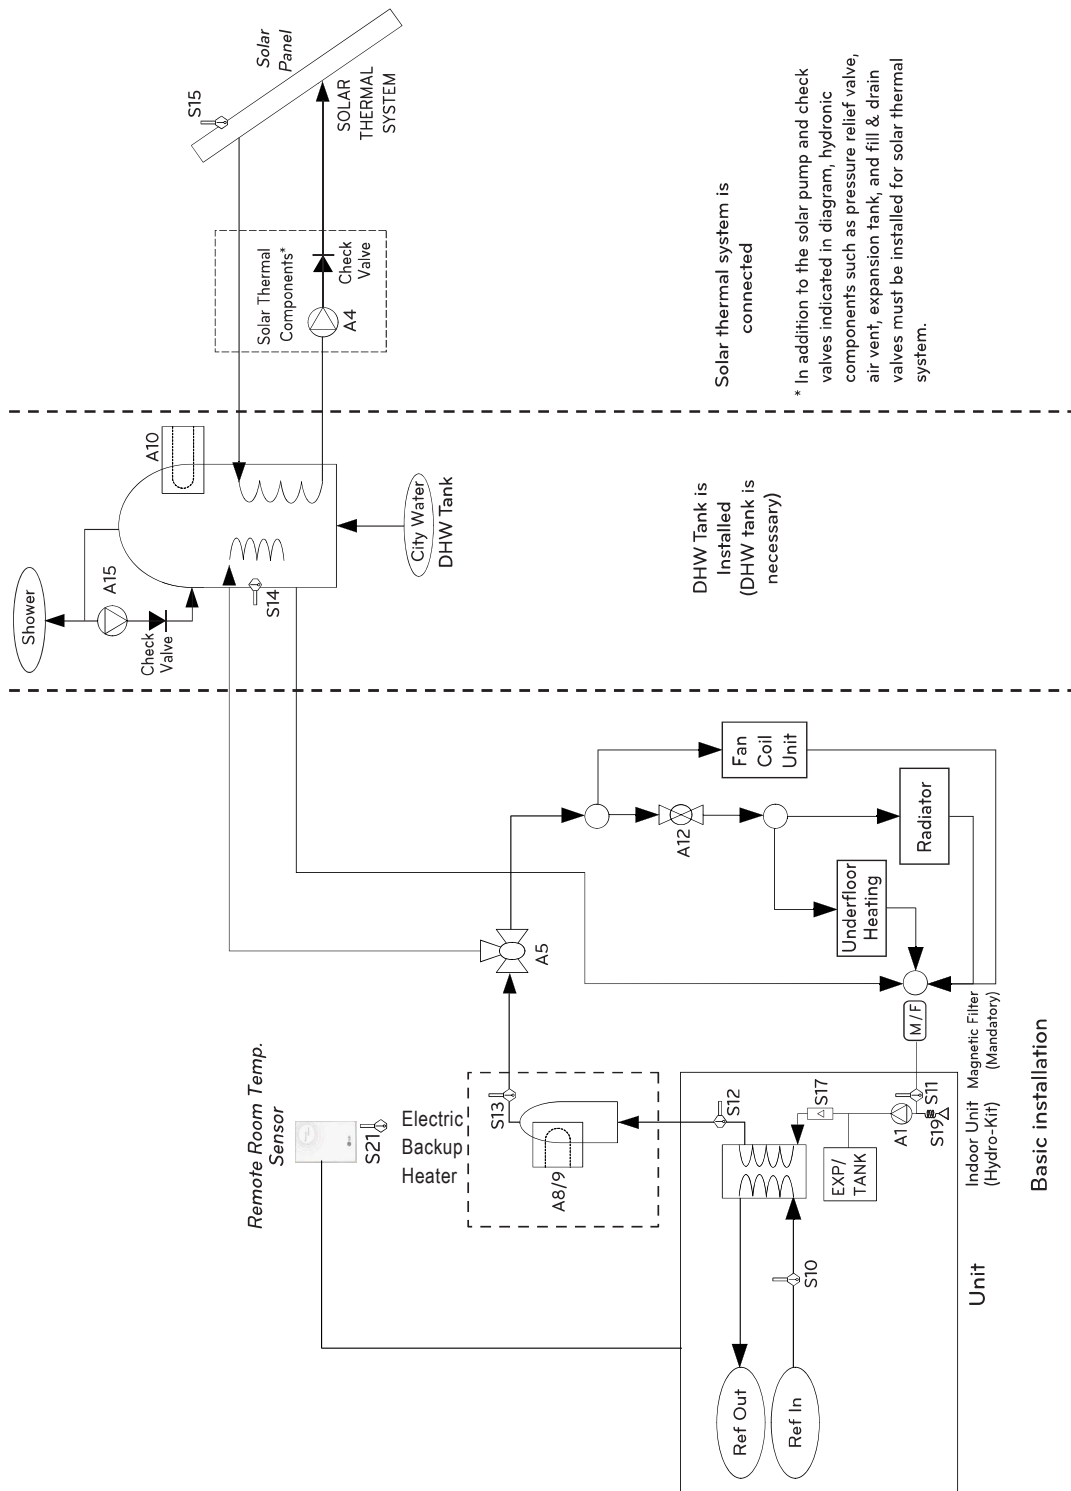 Remote Room Temp.
Sensor
S21
Electric
Backup
Heater
S13
A8/9
Ref Out
Ref In
S10
S12
S17
EXP/
TANK
A1
S19
S11
Unit
Indoor Unit
(Hydro-Kit)
Magnetic Filter
(Mandatory)
M / F
A5
A12
Fan
Coil
Unit
Radiator
Underfloor
Heating
Basic installation
Shower
A15
Check
Valve
S14
A10
City Water
DHW Tank
DHW Tank is
Installed
(DHW tank is
necessary)
S15
Solar
Panel
SOLAR
THERMAL
SYSTEM
Solar Thermal
Components*
A4
Check
Valve
Solar thermal system is
connected
* In addition to the solar pump and check
valves indicated in diagram, hydronic
components such as pressure relief valve,
air vent, expansion tank, and fill & drain
valves must be installed for solar thermal
system.